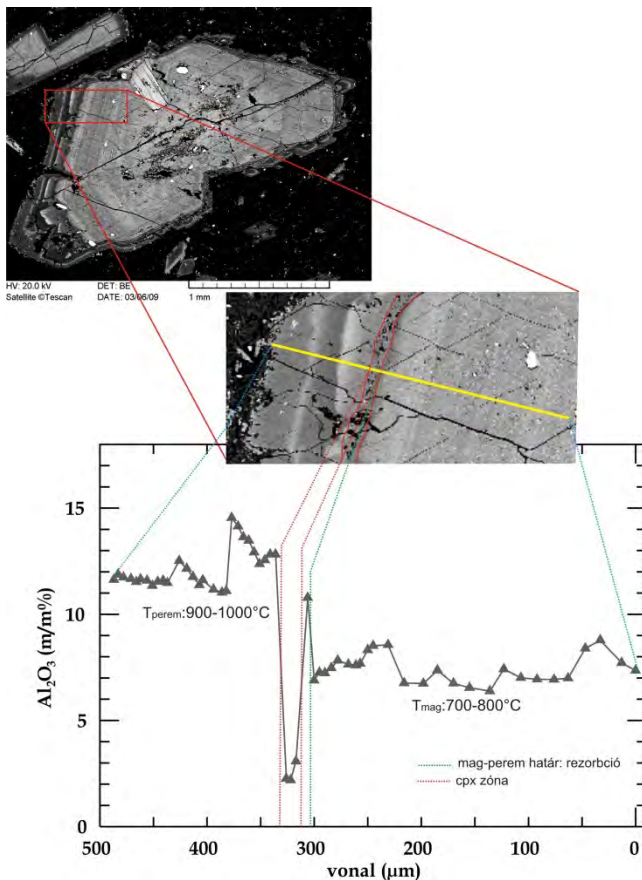 HV: 20.0 kV DET: BE
Satellite ©Tescan DATE: 03/06/09 1 mm
15
10
5
0
Al₂O₃ (m/m%)
Tperem:900-1000°C
Tmag:700-800°C
mag-perem határ: rezorbció
cpx zóna
500 400 300 200 100 0
vonal (µm)